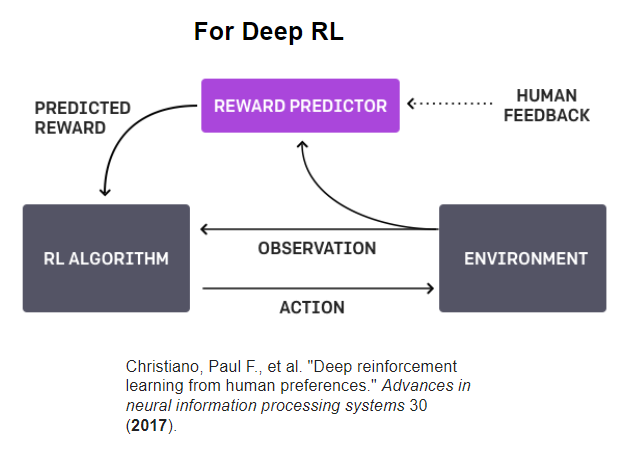 For Deep RL
PREDICTED
REWARD
REWARD PREDICTOR
HUMAN
FEEDBACK
RL ALGORITHM
OBSERVATION
ACTION
ENVIRONMENT
Christiano, Paul F., et al. "Deep reinforcement
learning from human preferences." Advances in
neural information processing systems 30
(2017).